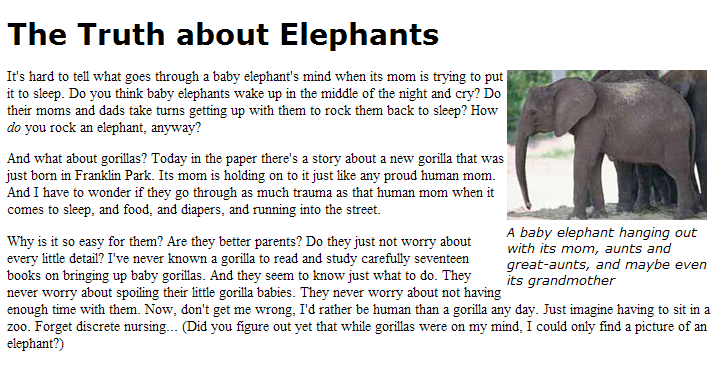 The Truth about Elephants
It's hard to tell what goes through a baby elephant's mind when its mom is trying to put
it to sleep. Do you think baby elephants wake up in the middle of the night and cry? Do
their moms and dads take turns getting up with them to rock them back to sleep? How
do you rock an elephant, anyway?
And what about gorillas? Today in the paper there's a story about a new gorilla that was
just born in Franklin Park. Its mom is holding on to it just like any proud human mom.
And I have to wonder if they go through as much trauma as that human mom when it
comes to sleep, and food, and diapers, and running into the street.
A baby elephant hanging out
with its mom, aunts and
great-aunts, and maybe even
its grandmother
Why is it so easy for them? Are they better parents? Do they just not worry about
every little detail? I've never known a gorilla to read and study carefully seventeen
books on bringing up baby gorillas. And they seem to know just what to do. They
never worry about spoiling their little gorilla babies. They never worry about not having
enough time with them. Now, don't get me wrong, I'd rather be human than a gorilla any day. Just imagine having to sit in a
zoo. Forget discrete nursing... (Did you figure out yet that while gorillas were on my mind, I could only find a picture of an
elephant?)